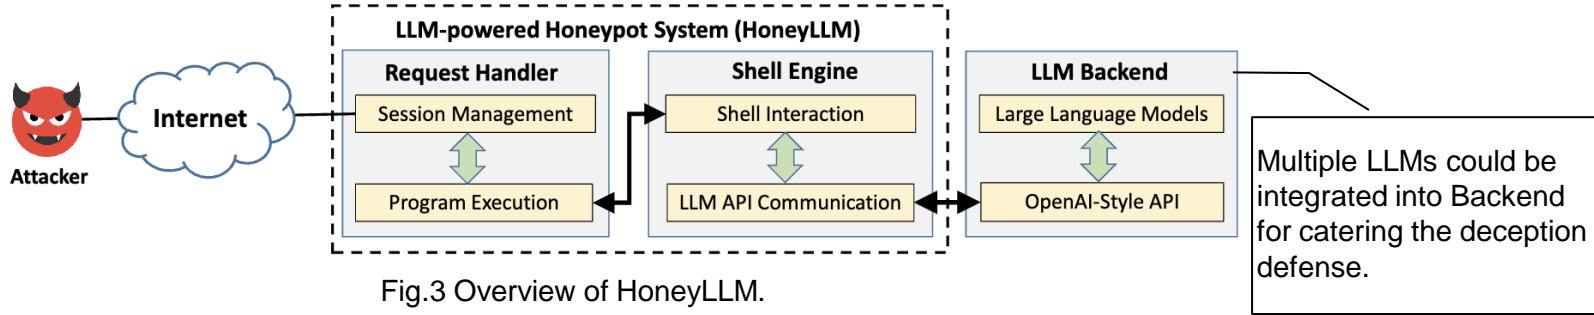 LLM-powered Honeypot System (HoneyLLM)
Attacker
Internet
Request Handler
Session Management
Program Execution
Shell Engine
Shell Interaction
LLM API Communication
LLM Backend
Large Language Models
OpenAI-Style API
Multiple LLMs could be
integrated into Backend
for catering the deception
defense.
Fig.3 Overview of HoneyLLM.